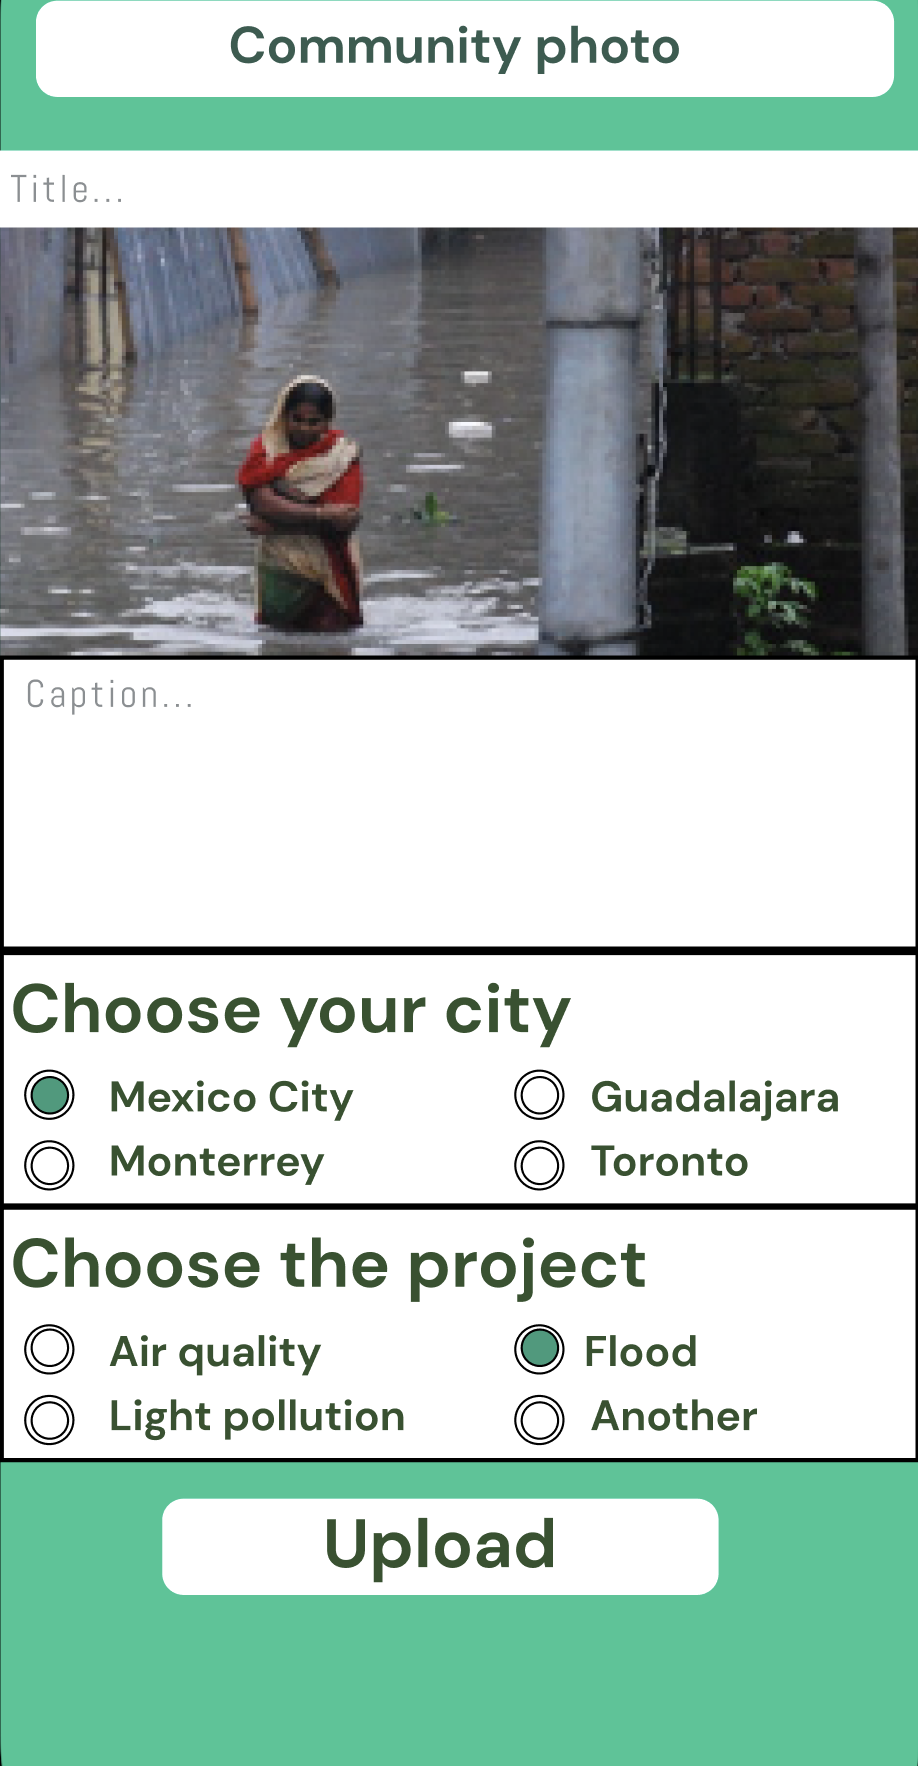 Community photo
Title...
Caption...
Choose your city
Mexico City
Guadalajara
Monterrey
Toronto
Choose the project
Air quality
Flood
Light pollution
Another
Upload